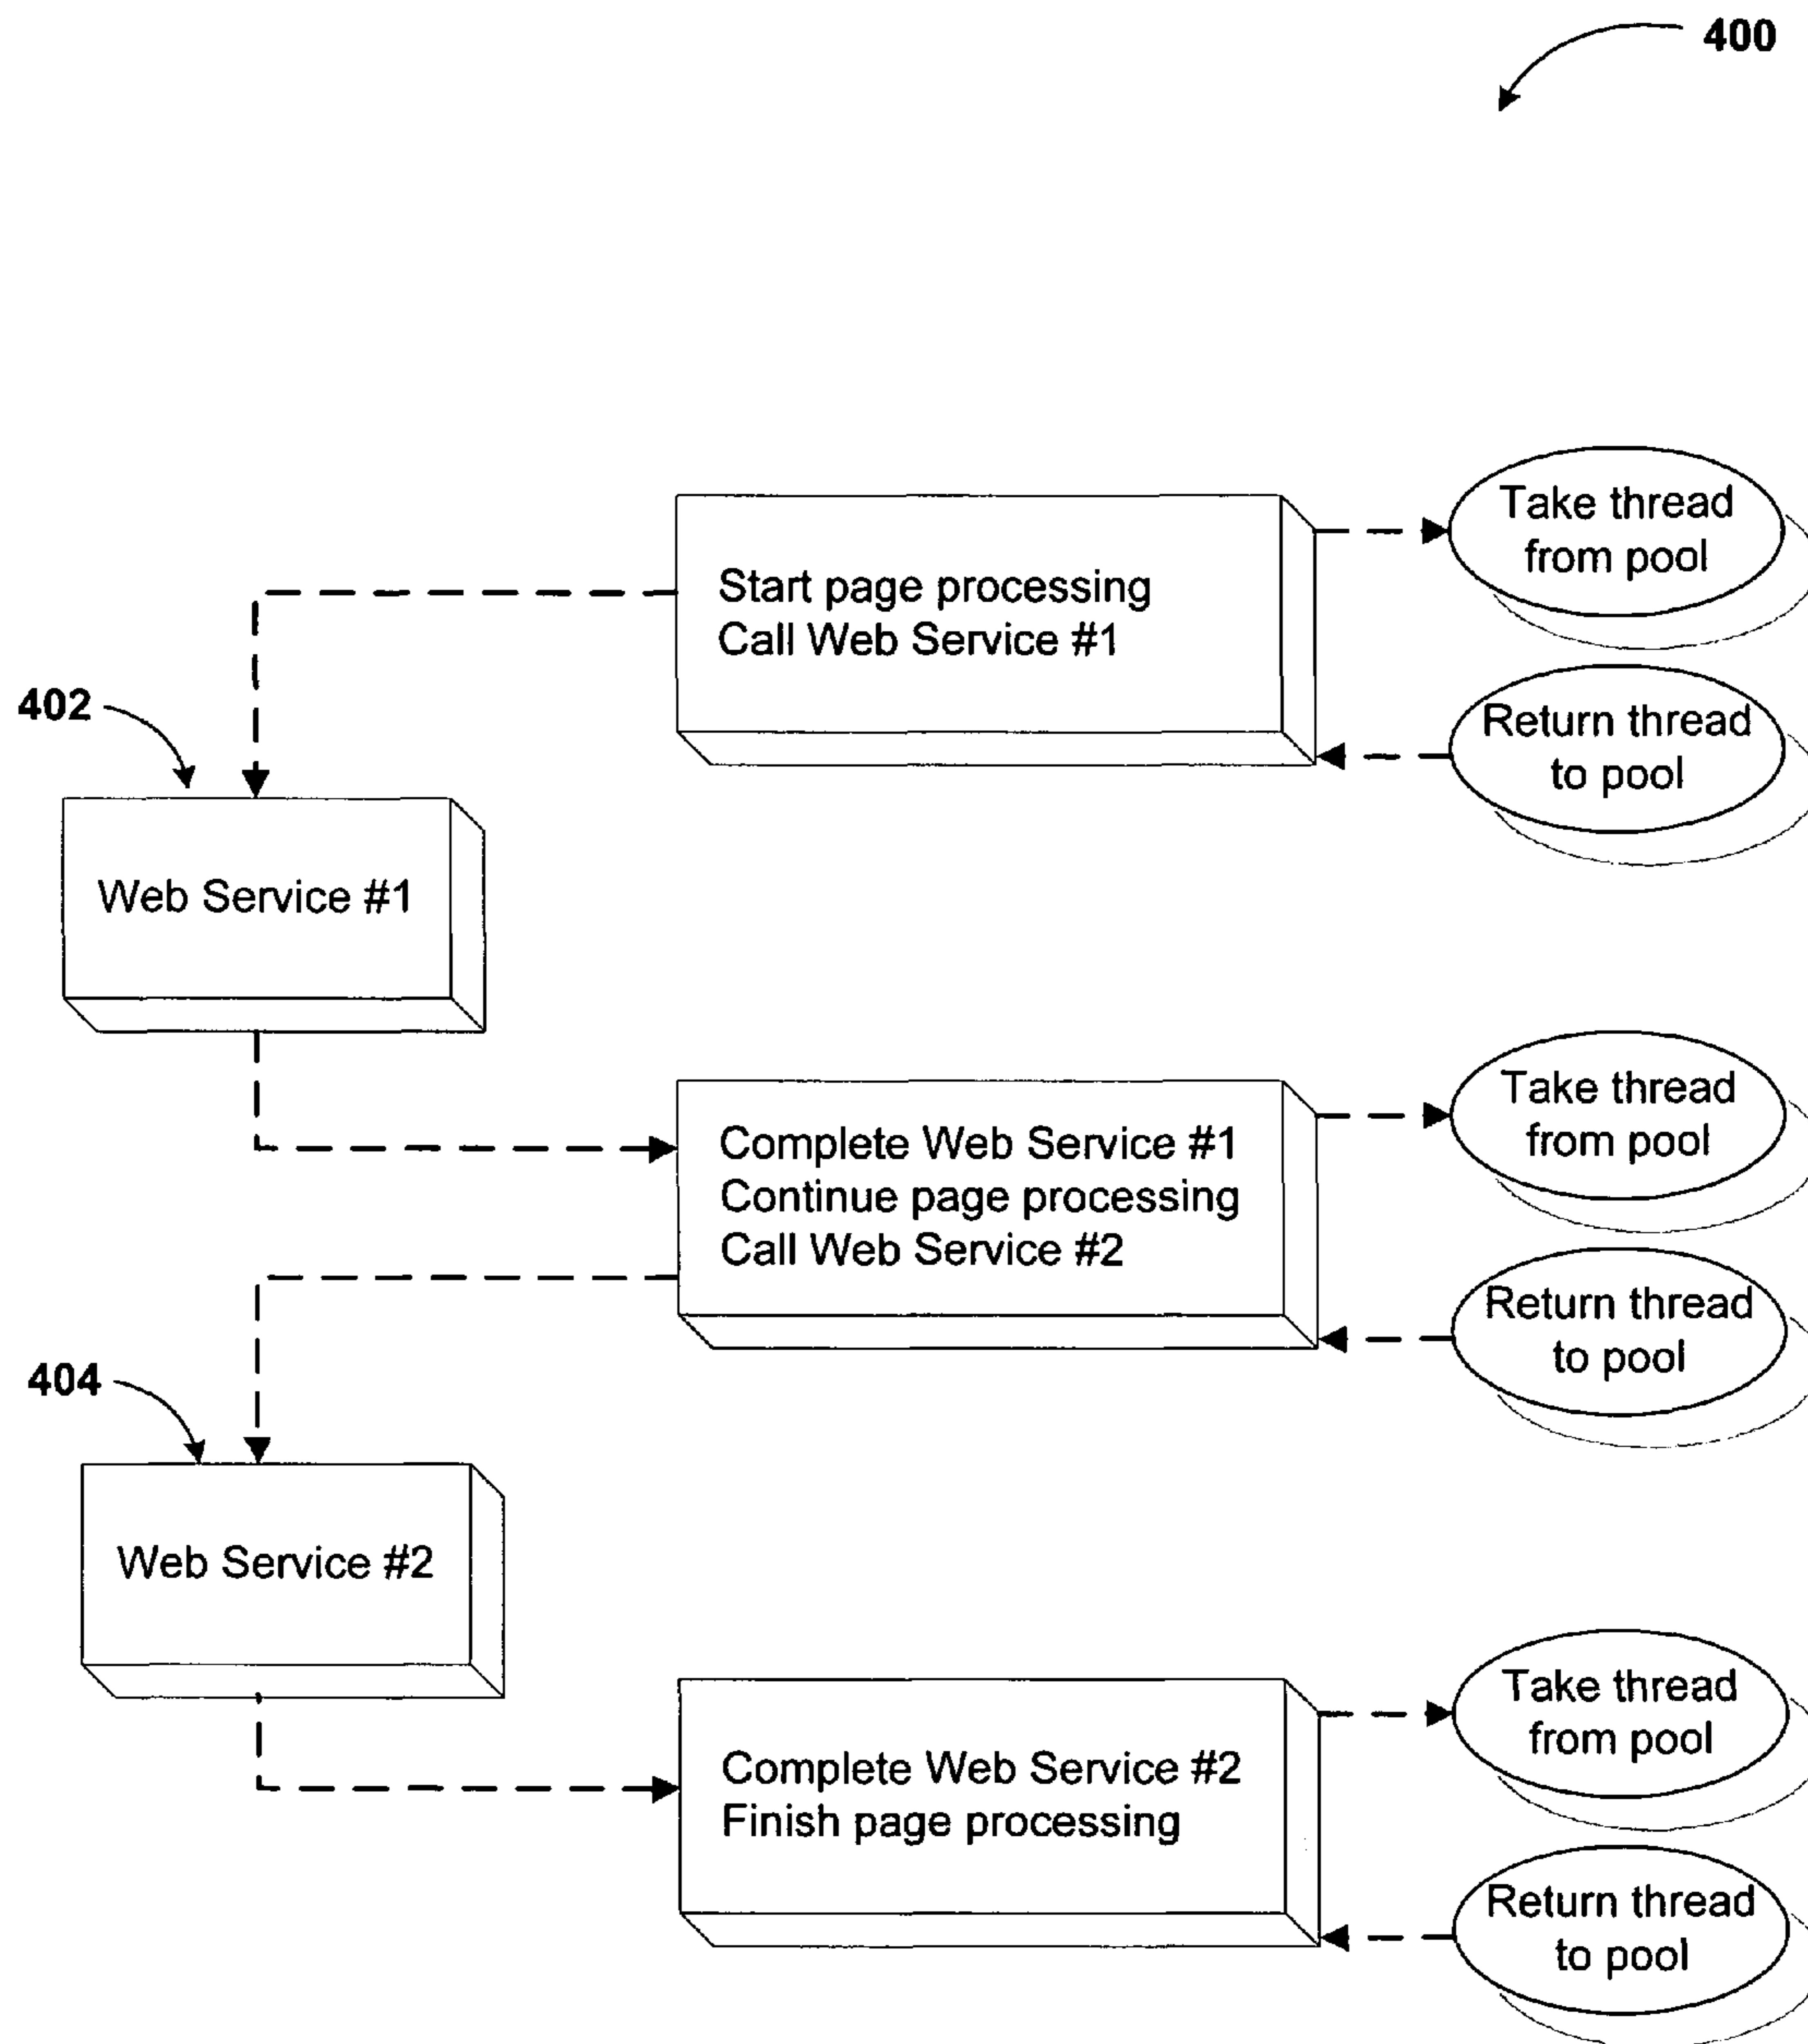 400
Take thread
from pool
Start page processing
Call Web Service #1
Return thread
to pool
402
Web Service #1
Take thread
from pool
Complete Web Service #1
Continue page processing
Call Web Service #2
Return thread
to pool
404
Web Service #2
Take thread
from pool
Complete Web Service #2
Finish page processing
Return thread
to pool